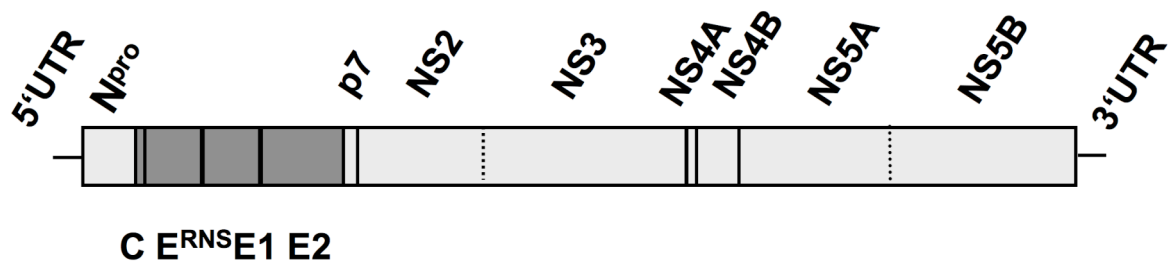 5‘UTR Npro p7 NS2 NS3 NS4A NS4B NS5A NS5B 3‘UTR
C ERNS E1 E2